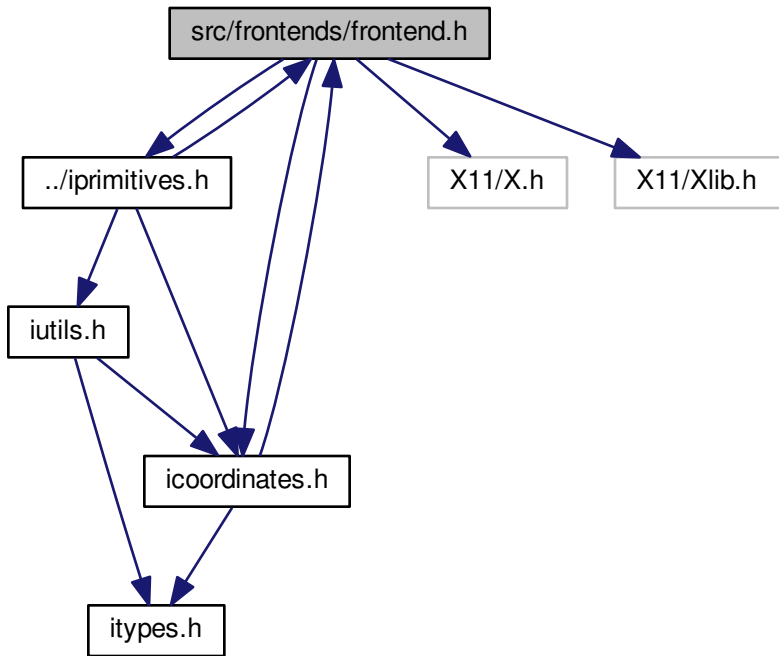 src/frontends/frontend.h
../iprimitives.h
X11/X.h
X11/Xlib.h
iutils.h
icoordinates.h
itypes.h